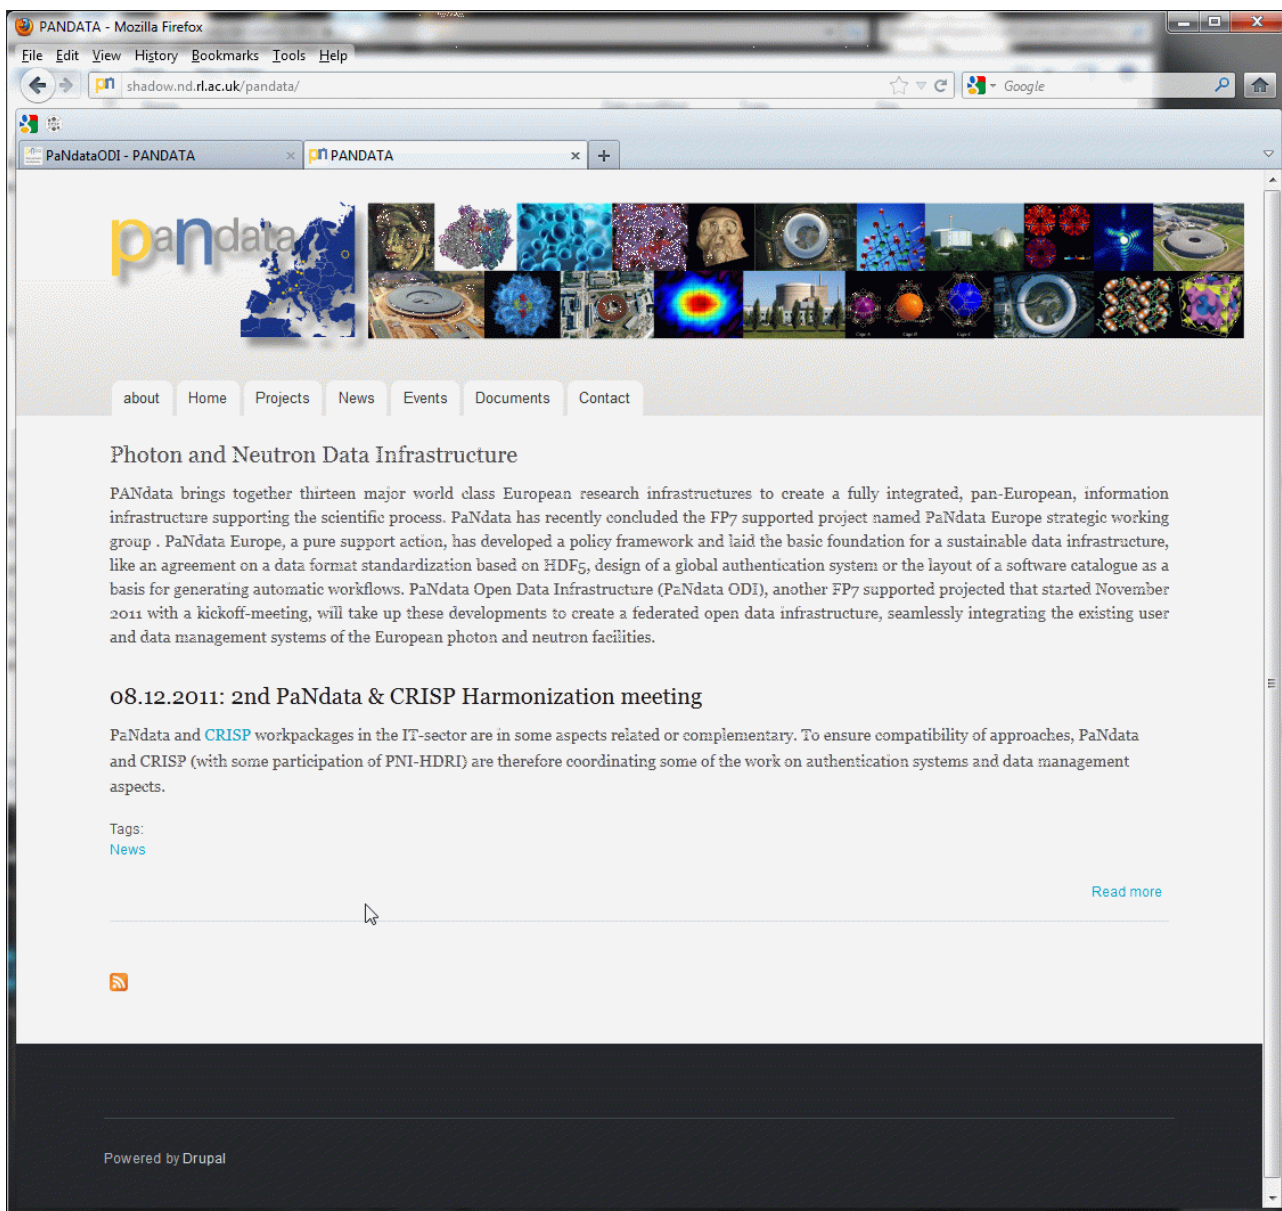 PANDATA - Mozilla Firefox
File Edit View History Bookmarks Tools Help
pn shadow.nd.rl.ac.uk/pandata/ Google
PaNdataODI - PANDATA pn PANDATA
pandata
about Home Projects News Events Documents Contact
Photon and Neutron Data Infrastructure
PANdata brings together thirteen major world class European research infrastructures to create a fully integrated, pan-European, information
infrastructure supporting the scientific process. PaNdata has recently concluded the FP7 supported project named PaNdata Europe strategic working
group . PaNdata Europe, a pure support action, has developed a policy framework and laid the basic foundation for a sustainable data infrastructure,
like an agreement on a data format standardization based on HDF5, design of a global authentication system or the layout of a software catalogue as a
basis for generating automatic workflows. PaNdata Open Data Infrastructure (PaNdata ODI), another FP7 supported projected that started November
2011 with a kickoff-meeting, will take up these developments to create a federated open data infrastructure, seamlessly integrating the existing user
and data management systems of the European photon and neutron facilities.
08.12.2011: 2nd PaNdata & CRISP Harmonization meeting
PaNdata and CRISP workpackages in the IT-sector are in some aspects related or complementary. To ensure compatibility of approaches, PaNdata
and CRISP (with some participation of PNI-HDRI) are therefore coordinating some of the work on authentication systems and data management
aspects.
Tags:
News
Read more
Powered by Drupal